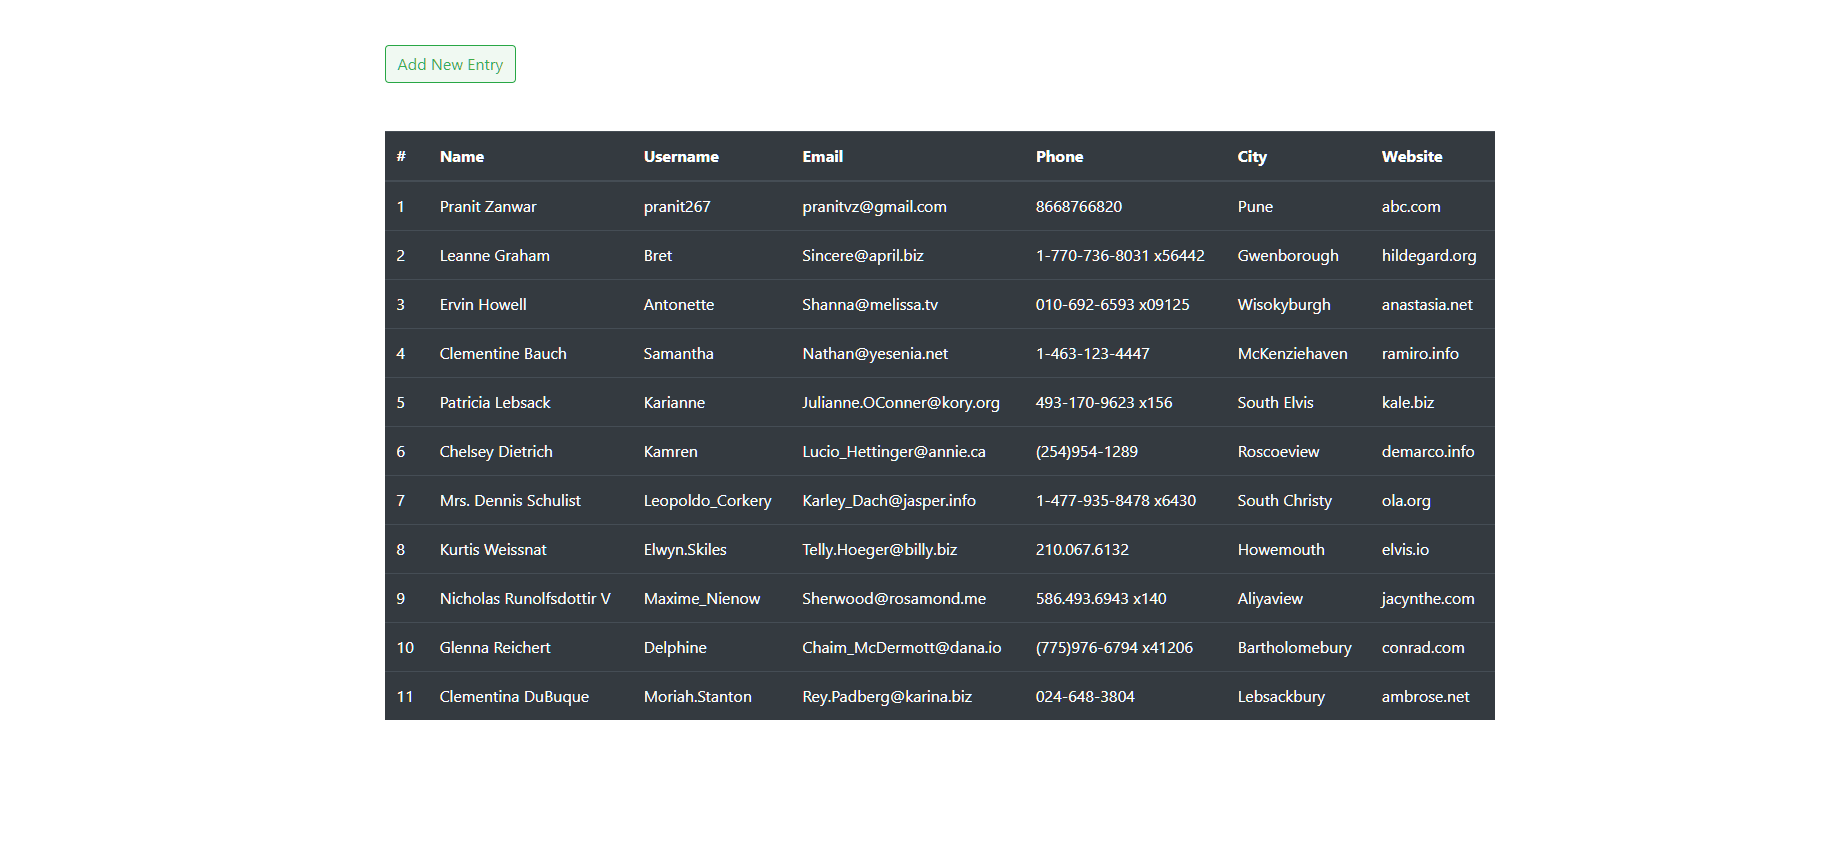 Add New Entry
# Name Username Email Phone City Website
1 Pranit Zanwar pranit267 pranitvz@gmail.com 8668766820 Pune abc.com
2 Leanne Graham Bret Sincere@april.biz 1-770-736-8031 x56442 Gwenborough hildegard.org
3 Ervin Howell Antonette Shanna@melissa.tv 010-692-6593 x09125 Wisokyburgh anastasia.net
4 Clementine Bauch Samantha Nathan@yesenia.net 1-463-123-4447 McKenziehaven ramiro.info
5 Patricia Lebsack Karianne Julianne.OConner@kory.org 493-170-9623 x156 South Elvis kale.biz
6 Chelsey Dietrich Kamren Lucio_Hettinger@annie.ca (254)954-1289 Roscoeview demarco.info
7 Mrs. Dennis Schulist Leopoldo_Corkery Karley_Dach@jasper.info 1-477-935-8478 x6430 South Christy ola.org
8 Kurtis Weissnat Elwyn.Skiles Telly.Hoeger@billy.biz 210.067.6132 Howemouth elvis.io
9 Nicholas Runolfsdottir V Maxime_Nienow Sherwood@rosamond.me 586.493.6943 x140 Aliyaview jacynthe.com
10 Glenna Reichert Delphine Chaim_McDermott@dana.io (775)976-6794 x41206 Bartholomebury conrad.com
11 Clementina DuBuque Moriah.Stanton Rey.Padberg@karina.biz 024-648-3804 Lebsackbury ambrose.net